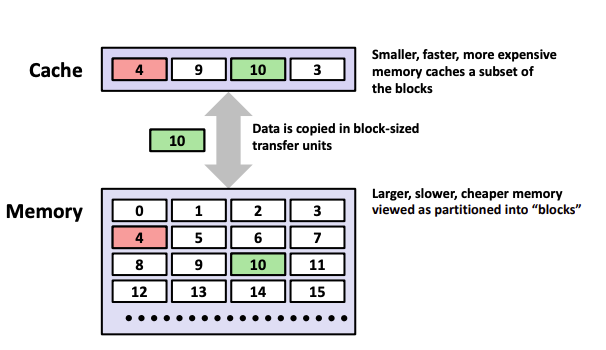 Cache
4 9 10 3
Smaller, faster, more expensive
memory caches a subset of
the blocks
10
Data is copied in block-sized
transfer units
Memory
0 1 2 3
4 5 6 7
8 9 10 11
12 13 14 15
Larger, slower, cheaper memory
viewed as partitioned into “blocks”